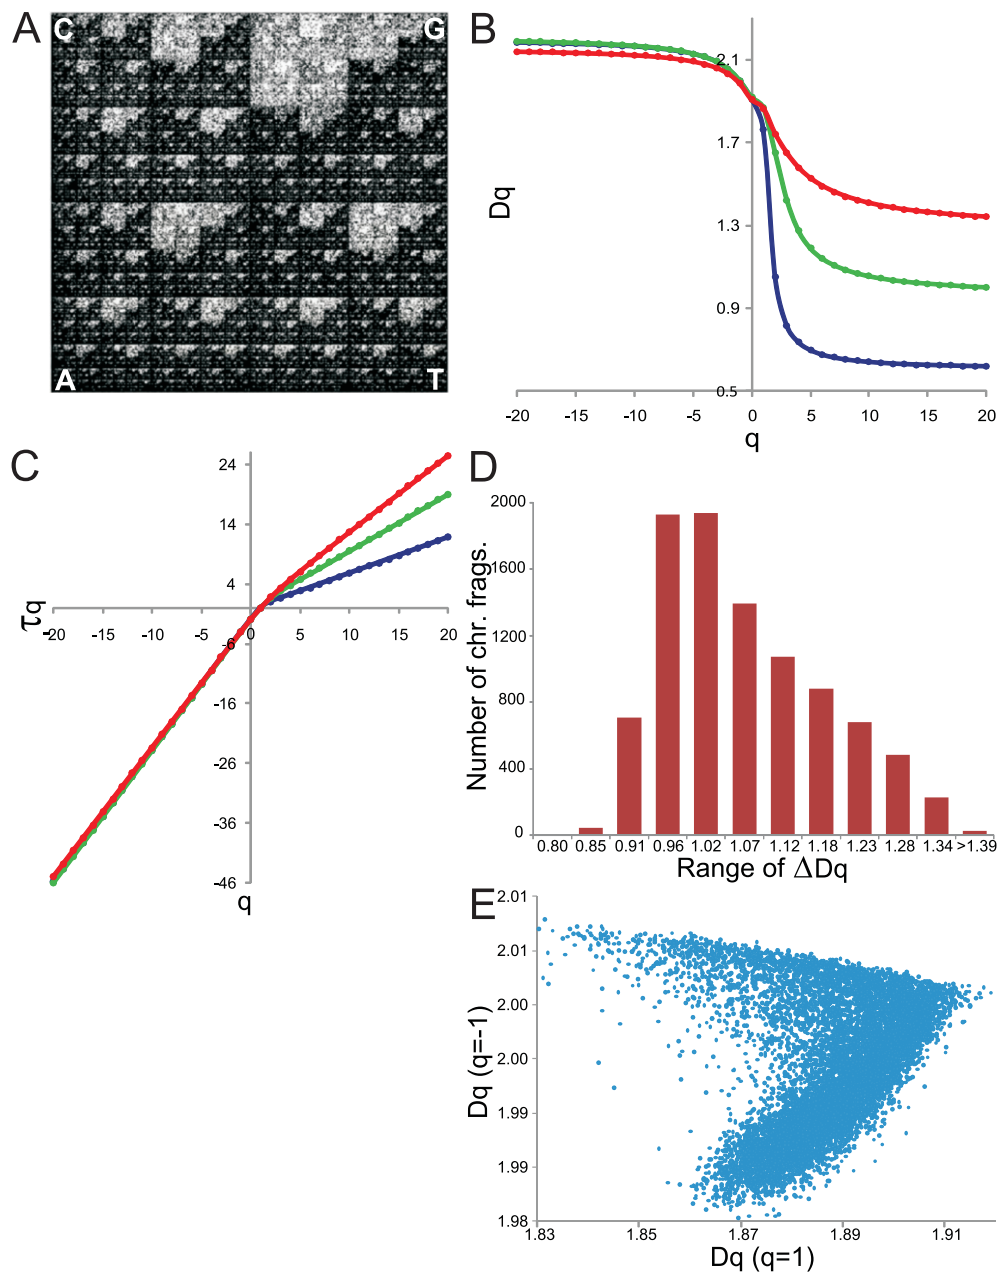 A
C
G
A
T
B
2.1
1.7
1.3
0.9
0.5
Dq
-20 -15 -10 -5 0 5 10 15 20
q
C
24
14
4
τq
-20 -15 -10 -5 0 5 10 15 20
-6
-16
-26
-36
-46
q
D
2000
1600
1200
800
400
0
Number of chr. frags.
0.80 0.85 0.91 0.96 1.02 1.07 1.12 1.18 1.23 1.28 1.34 >1.39
Range of ΔDq
E
2.01
2.01
2.00
2.00
1.99
1.99
1.98
Dq (q=-1)
1.83 1.85 1.87 1.89 1.91
Dq (q=1)